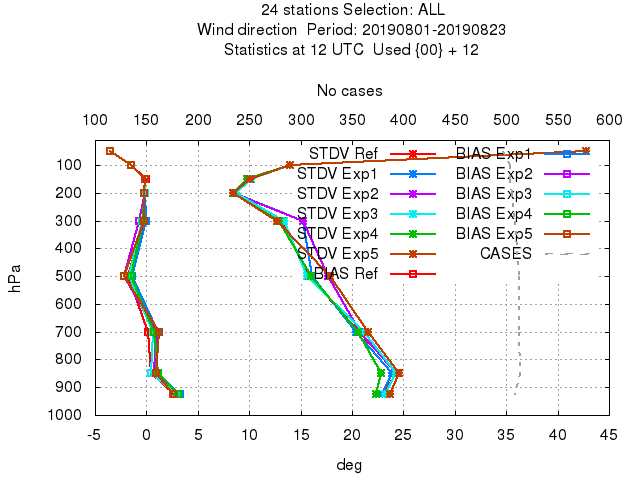 24 stations Selection: ALL
Wind direction  Period: 20190801-20190823
Statistics at 12 UTC  Used {00} + 12
No cases
100 150 200 250 300 350 400 450 500 550 600
STDV Ref BIAS Exp1
STDV Exp1 BIAS Exp2
STDV Exp2 BIAS Exp3
STDV Exp3 BIAS Exp4
STDV Exp4 BIAS Exp5
STDV Exp5 CASES
BIAS Ref
100
200
300
400
500
600
700
800
900
1000
hPa
-5 0 5 10 15 20 25 30 35 40 45
deg